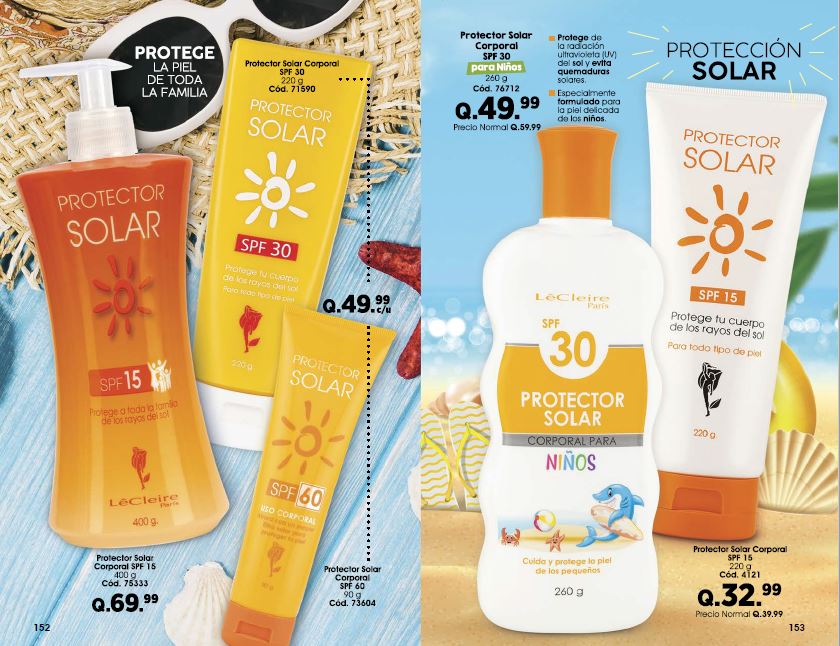 PROTEGE
LA PIEL
DE TODA
LA FAMILIA
Protector Solar Corporal
SPF 30
220 g
Cód. 71590
PROTECTOR
SOLAR
SPF 30
Protege tu cuerpo
de los rayos del sol
Para todo tipo de piel
220 g
Q.49.99
c/u
PROTECTOR
SOLAR
SPF 15
Protege a toda la familia
de los rayos del sol
LeCleire
Paris
400 g.
PROTECTOR
SOLAR
SPF 60
USO CORPORAL
proteger tu piel
90 g
Protector Solar
Corporal SPF 15
400 g
Cód. 75333
Q.69.99
Protector Solar
Corporal
SPF 60
90 g
Cód. 73604
152
Protector Solar
Corporal
SPF 30
para Niños
260 g
Cód. 76712
Q.49.99
Precio Normal Q.59.99
Protege de
la radiación
ultravioleta (UV)
del sol y evita
quemaduras
solares.
Especialmente
formulado para
la piel delicada
de los niños.
PROTECCIÓN
SOLAR
PROTECTOR
SOLAR
SPF 15
Protege tu cuerpo
de los rayos del sol
Para todo tipo de piel
220 g
LeCleire
Paris
SPF
30
PROTECTOR
SOLAR
CORPORAL PARA
NIÑOS
Cuida y protege la piel
de los pequeños
260 g
Protector Solar Corporal
SPF 15
220 g
Cód. 4121
Q.32.99
Precio Normal Q.39.99
153